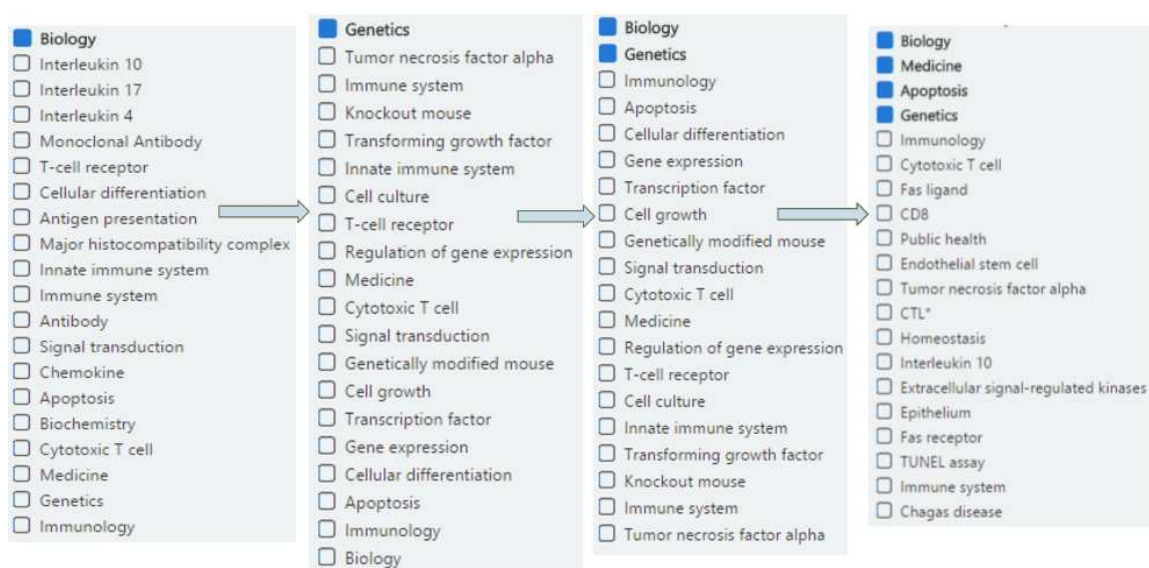 Biology
Interleukin 10
Interleukin 17
Interleukin 4
Monoclonal Antibody
T-cell receptor
Cellular differentiation
Antigen presentation
Major histocompatibility complex
Innate immune system
Immune system
Antibody
Signal transduction
Chemokine
Apoptosis
Biochemistry
Cytotoxic T cell
Medicine
Genetics
Immunology
Genetics
Tumor necrosis factor alpha
Immune system
Knockout mouse
Transforming growth factor
Innate immune system
Cell culture
T-cell receptor
Regulation of gene expression
Medicine
Cytotoxic T cell
Signal transduction
Genetically modified mouse
Cell growth
Transcription factor
Gene expression
Cellular differentiation
Apoptosis
Immunology
Biology
Biology
Genetics
Immunology
Apoptosis
Cellular differentiation
Gene expression
Transcription factor
Cell growth
Genetically modified mouse
Signal transduction
Cytotoxic T cell
Medicine
Regulation of gene expression
T-cell receptor
Cell culture
Innate immune system
Transforming growth factor
Knockout mouse
Immune system
Tumor necrosis factor alpha
Biology
Medicine
Apoptosis
Genetics
Immunology
Cytotoxic T cell
Fas ligand
CD8
Public health
Endothelial stem cell
Tumor necrosis factor alpha
CTL*
Homeostasis
Interleukin 10
Extracellular signal-regulated kinases
Epithelium
Fas receptor
TUNEL assay
Immune system
Chagas disease